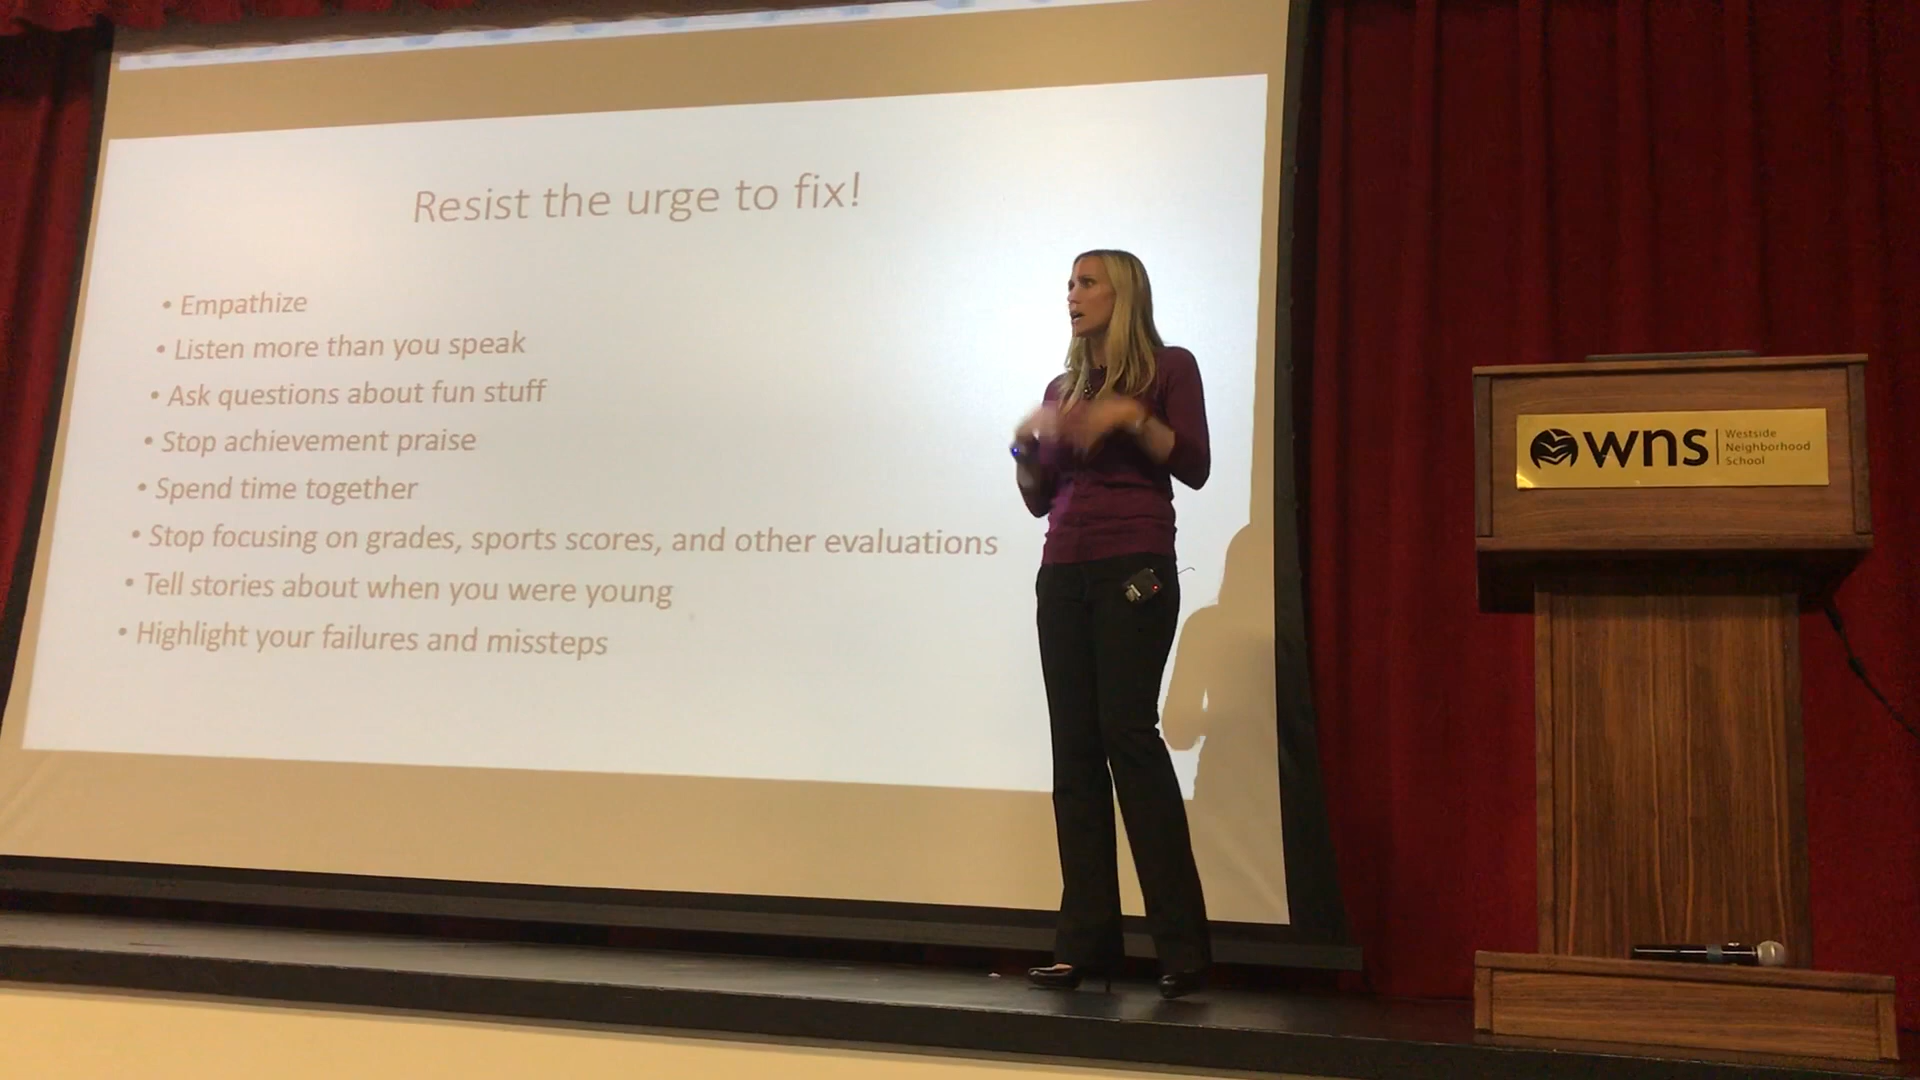 Resist the urge to fix!
• Empathize
• Listen more than you speak
• Ask questions about fun stuff
• Stop achievement praise
• Spend time together
• Stop focusing on grades, sports scores, and other evaluations
• Tell stories about when you were young
• Highlight your failures and missteps
wns
Westside
Neighborhood
School